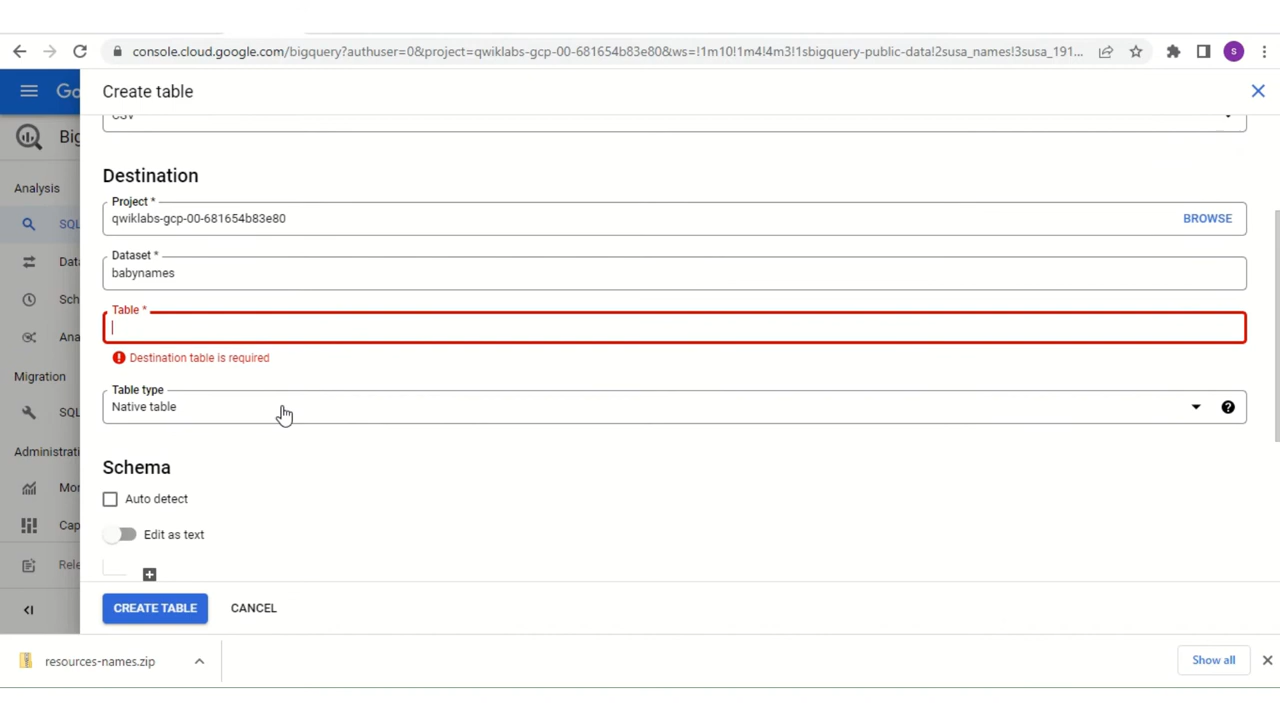 console.cloud.google.com/bigquery?authuser=0&project=qwiklabs-gcp-00-681654b83e80&ws=!1m10!1m4!4m3!1sbigquery-public-data!2susa_names!3susa_191...
S
Go
Create table
Big
CSV
Analysis
Destination
Project *
qwiklabs-gcp-00-681654b83e80
BROWSE
SQL
Dataset *
babynames
Data
Sch
Table *
Ana
Destination table is required
Migration
Table type
Native table
SQL
Administrati
Schema
Mon
Auto detect
Cap
Edit as text
Rele
CREATE TABLE
CANCEL
resources-names.zip
Show all